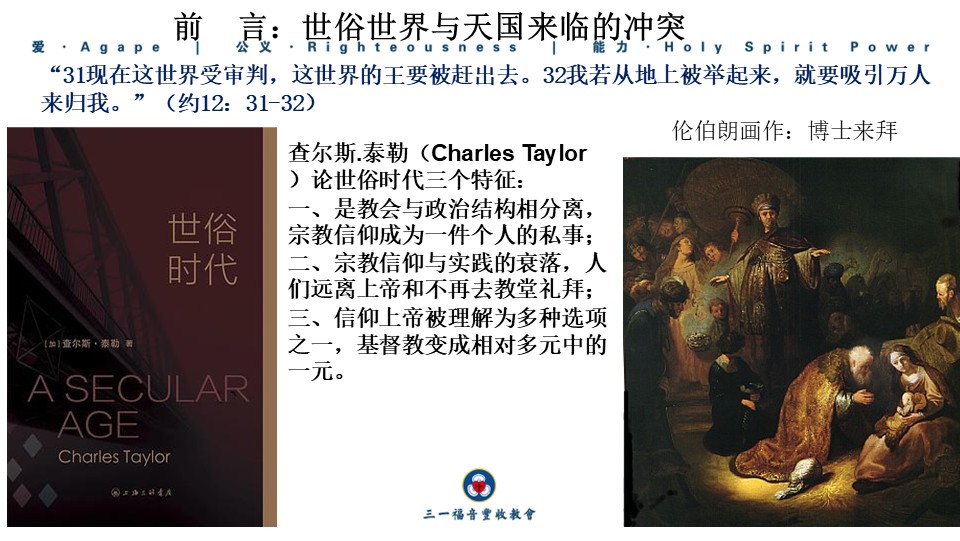 前　言：世俗世界与天国来临的冲突
爱 · Agape | 公义 · Righteousness | 能力 · Holy Spirit Power
“31现在这世界受审判，这世界的王要被赶出去。32我若从地上被举起来，就要吸引万人
来归我。”（约12：31-32）
伦伯朗画作：博士来拜
世俗
时代
[加]查尔斯·泰勒 著
A SECULAR
AGE
Charles Taylor
上海三联书店
查尔斯.泰勒（Charles Taylor
）论世俗时代三个特征：
一、是教会与政治结构相分离，
宗教信仰成为一件个人的私事；
二、宗教信仰与实践的衰落，人
们远离上帝和不再去教堂礼拜；
三、信仰上帝被理解为多种选项
之一，基督教变成相对多元中的
一元。
三一福音豐收教會